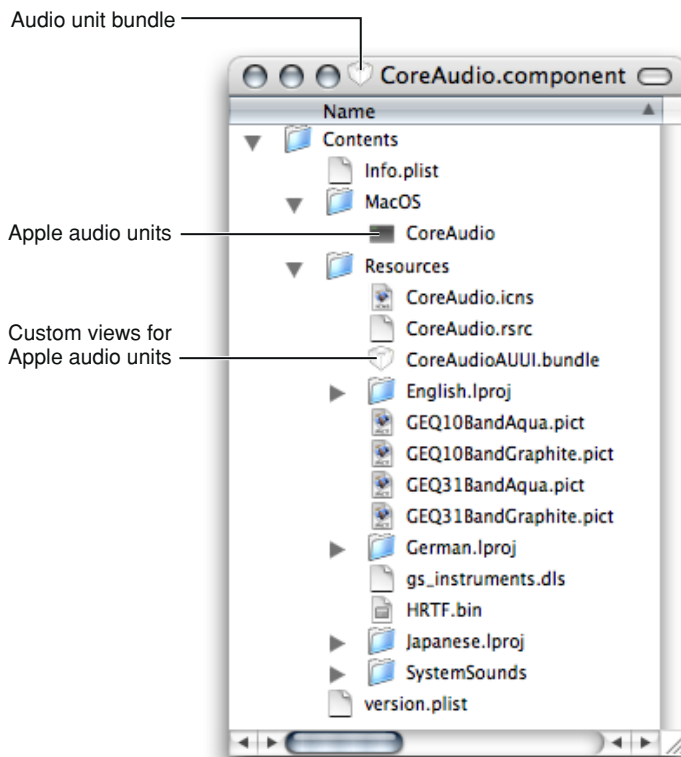 Audio unit bundle
CoreAudio.component
Name
Contents
Info.plist
MacOS
Apple audio units
CoreAudio
Resources
CoreAudio.icns
CoreAudio.rsrc
Custom views for
Apple audio units
CoreAudioAUUI.bundle
English.lproj
GEQ10BandAqua.pict
GEQ10BandGraphite.pict
GEQ31BandAqua.pict
GEQ31BandGraphite.pict
German.lproj
gs_instruments.dls
HRTF.bin
Japanese.lproj
SystemSounds
version.plist